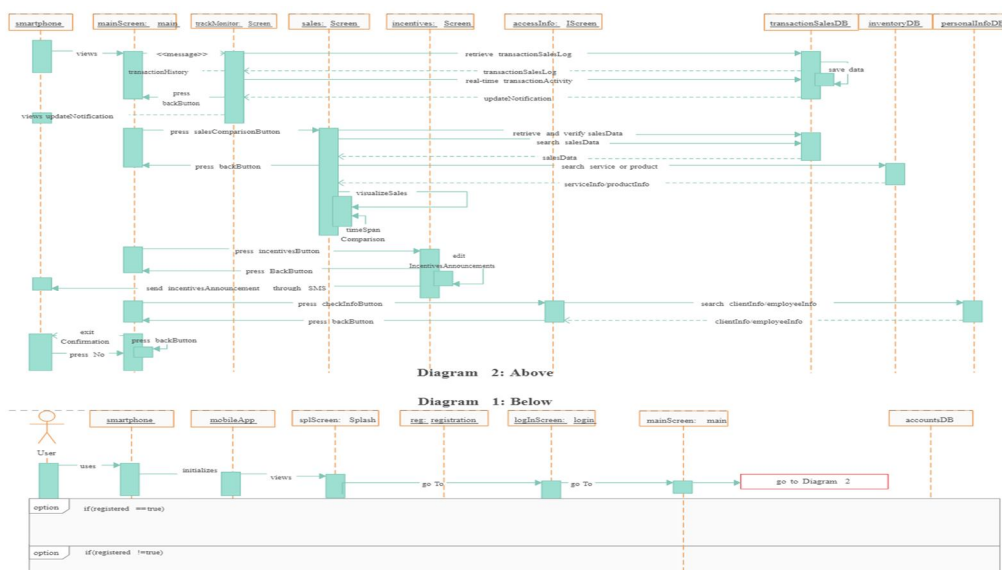 smartphone
mainScreen: main
trackMonitor: Screen
sales: Screen
incentives: Screen
accessInfo: IScreen
transactionSalesDB
inventoryDB
personalInfoDB
views
<<message>>
retrieve transactionSalesLog
save data
transactionHistory
transactionSalesLog
real-time transactionActivity
press
backButton
updateNotification
views updateNotification
press salesComparisonButton
retrieve and verify salesData
search salesData
salesData
press backButton
search service or product
serviceInfo/productInfo
visualizeSales
timeSpan
Comparison
press incentivesButton
edit
IncentivesAnnouncements
press BackButton
send incentivesAnnouncement through SMS
press checkInfoButton
search clientInfo/employeeInfo
press backButton
clientInfo/employeeInfo
exit
Confirmation
press backButton
press No
Diagram 2: Above
Diagram 1: Below
smartphone
mobileApp
splScreen: Splash
reg: registration
logInScreen: login
mainScreen: main
accountsDB
User
uses
initializes
views
go To
go To
go to Diagram 2
option if(registered ==true)
option if(registered !=true)